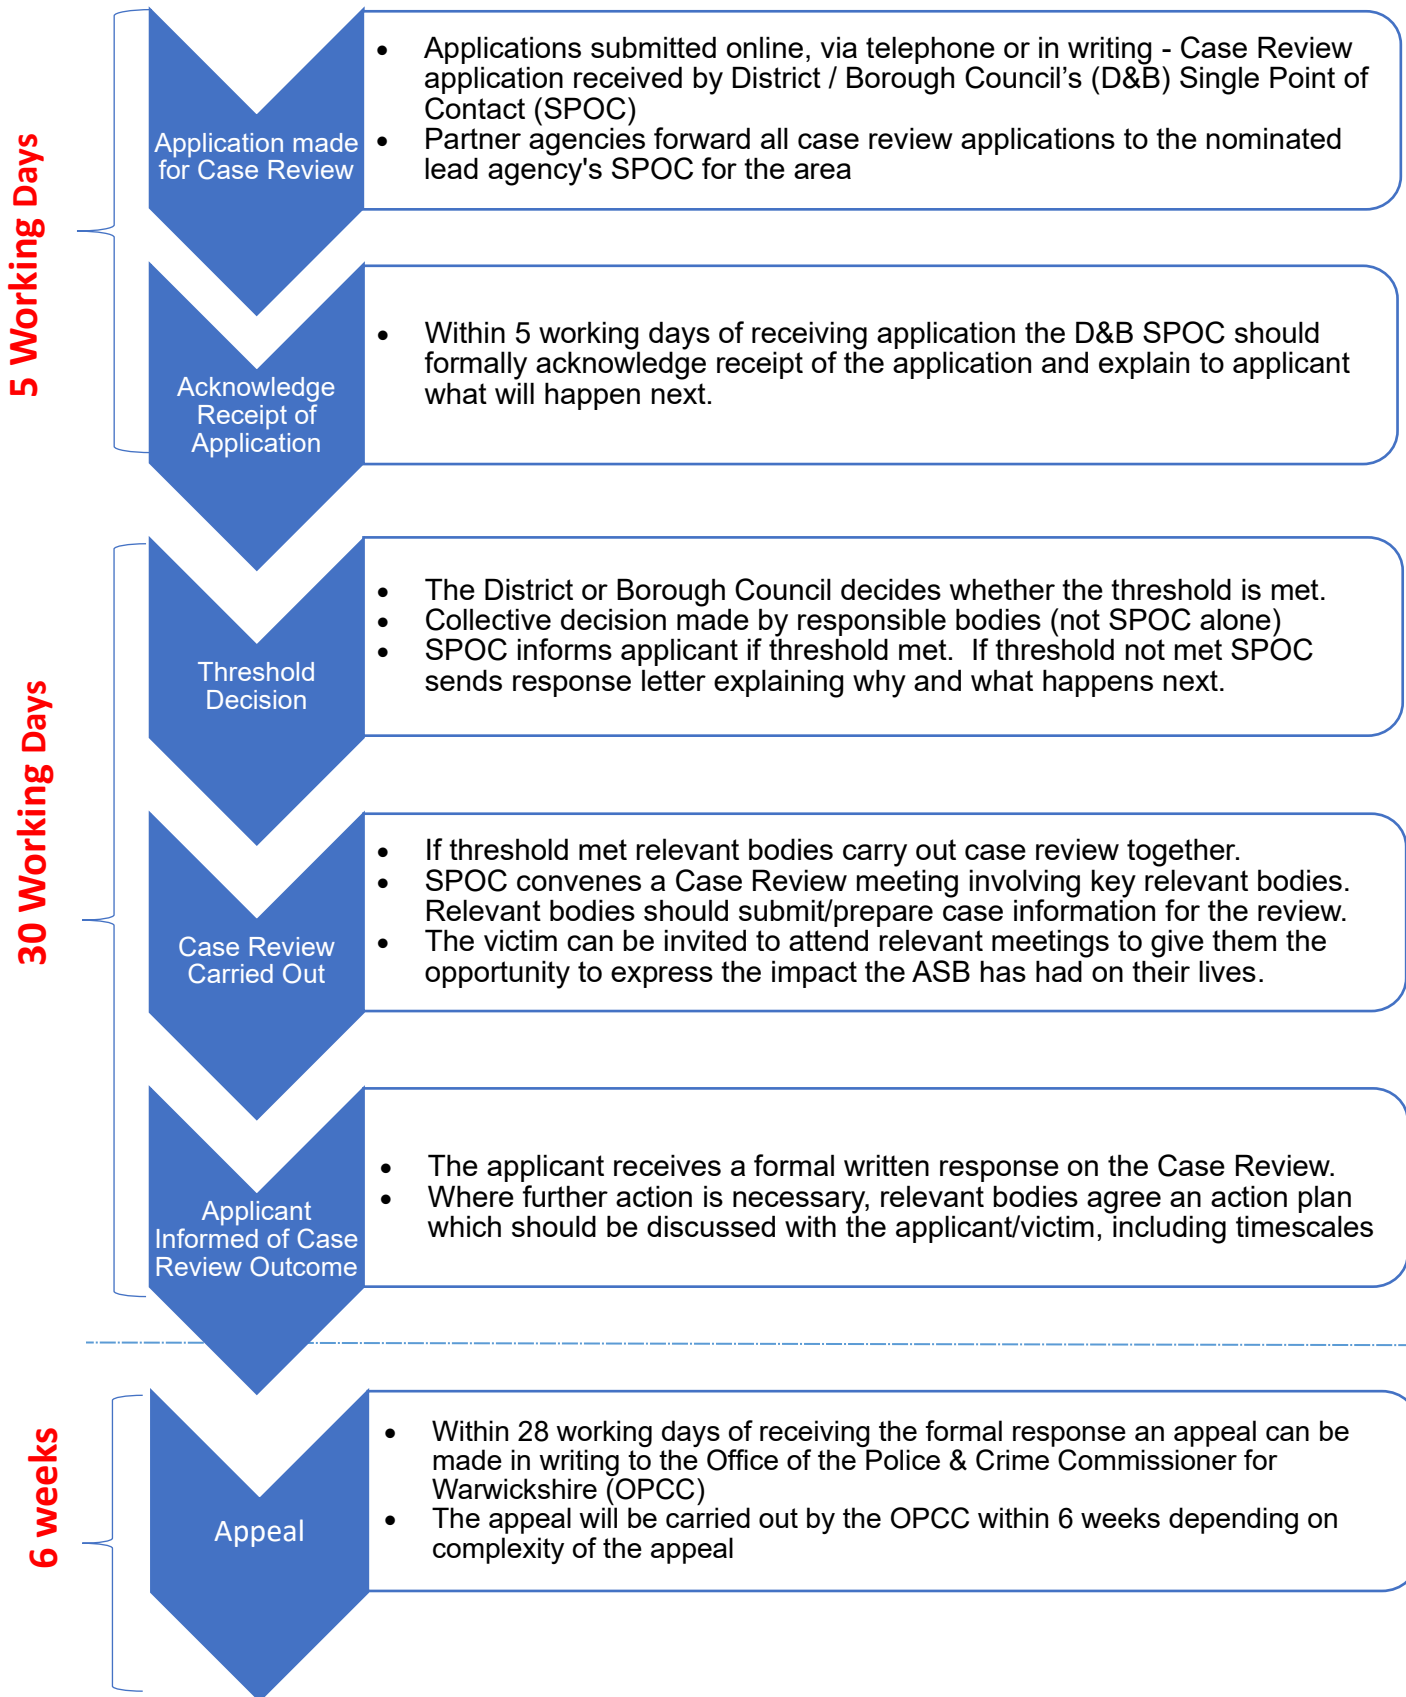 5 Working Days
Application made
for Case Review
• Applications submitted online, via telephone or in writing - Case Review
application received by District / Borough Council’s (D&B) Single Point of
Contact (SPOC)
• Partner agencies forward all case review applications to the nominated
lead agency's SPOC for the area
Acknowledge
Receipt of
Application
• Within 5 working days of receiving application the D&B SPOC should
formally acknowledge receipt of the application and explain to applicant
what will happen next.
30 Working Days
Threshold
Decision
• The District or Borough Council decides whether the threshold is met.
• Collective decision made by responsible bodies (not SPOC alone)
• SPOC informs applicant if threshold met.  If threshold not met SPOC
sends response letter explaining why and what happens next.
Case Review
Carried Out
• If threshold met relevant bodies carry out case review together.
• SPOC convenes a Case Review meeting involving key relevant bodies.
Relevant bodies should submit/prepare case information for the review.
• The victim can be invited to attend relevant meetings to give them the
opportunity to express the impact the ASB has had on their lives.
Applicant
Informed of Case
Review Outcome
• The applicant receives a formal written response on the Case Review.
• Where further action is necessary, relevant bodies agree an action plan
which should be discussed with the applicant/victim, including timescales
6 weeks
Appeal
• Within 28 working days of receiving the formal response an appeal can be
made in writing to the Office of the Police & Crime Commissioner for
Warwickshire (OPCC)
• The appeal will be carried out by the OPCC within 6 weeks depending on
complexity of the appeal